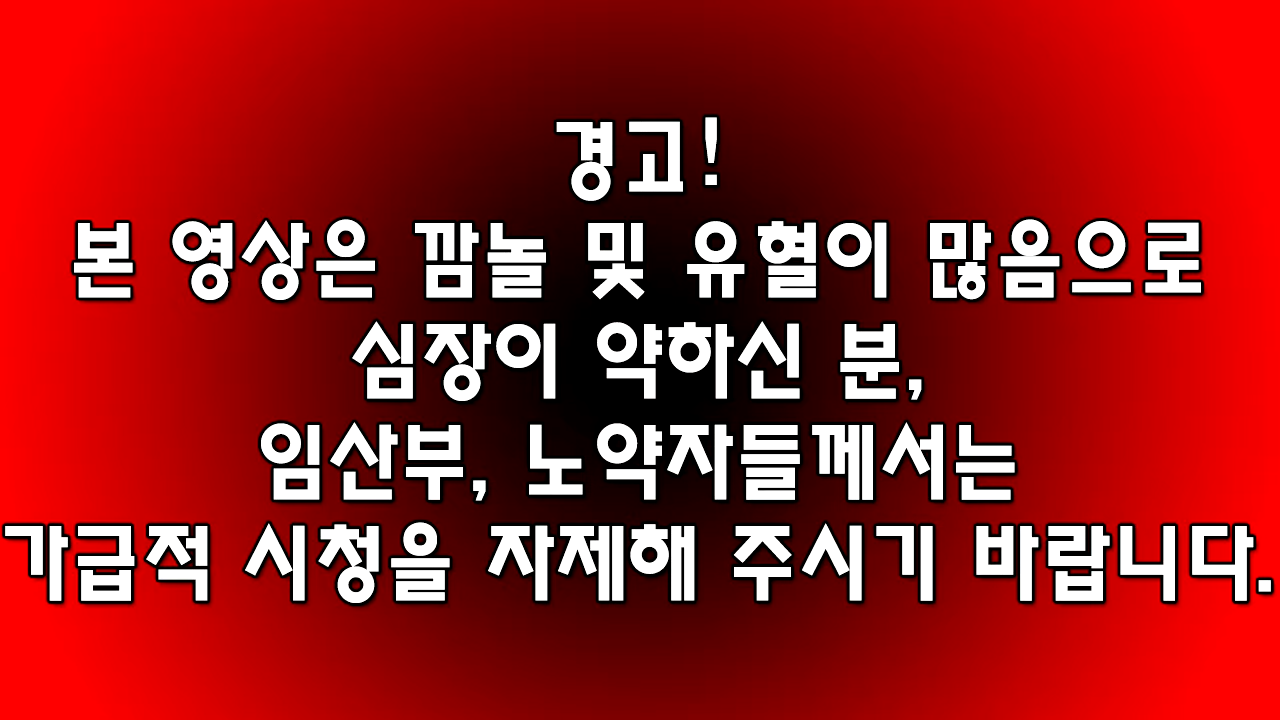 경고!
본 영상은 깜놀 및 유혈이 많음으로
심장이 약하신 분,
임산부, 노약자들께서는
가급적 시청을 자제해 주시기 바랍니다.